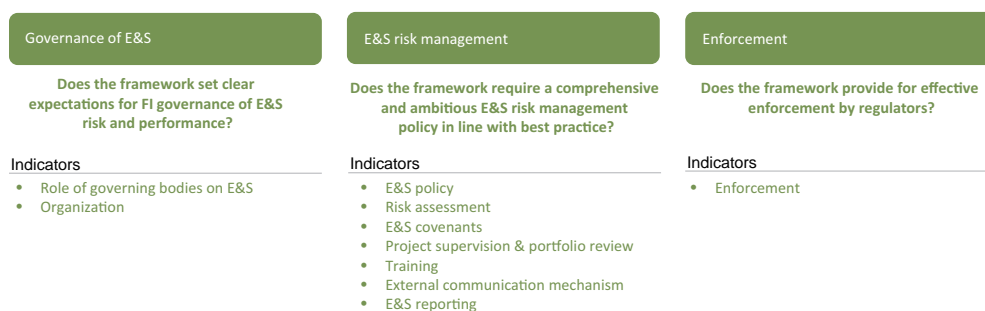 Governance of E&S
Does the framework set clear
expectations for FI governance of E&S
risk and performance?
Indicators
• Role of governing bodies on E&S
• Organization
E&S risk management
Does the framework require a comprehensive
and ambitious E&S risk management
policy in line with best practice?
Indicators
• E&S policy
• Risk assessment
• E&S covenants
• Project supervision & portfolio review
• Training
• External communication mechanism
• E&S reporting
Enforcement
Does the framework provide for effective
enforcement by regulators?
Indicators
• Enforcement